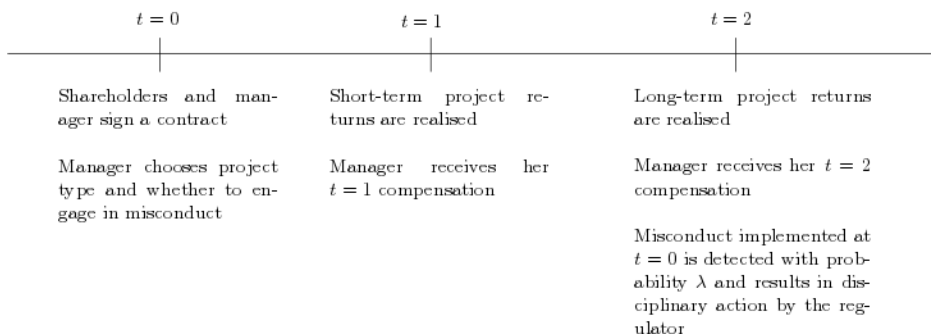 t = 0
t = 1
t = 2
Shareholders and man-
ager sign a contract
Manager chooses project
type and whether to en-
gage in misconduct
Short-term project re-
turns are realised
Manager receives her
t = 1 compensation
Long-term project returns
are realised
Manager receives her t = 2
compensation
Misconduct implemented at
t = 0 is detected with prob-
ability λ and results in dis-
ciplinary action by the reg-
ulator